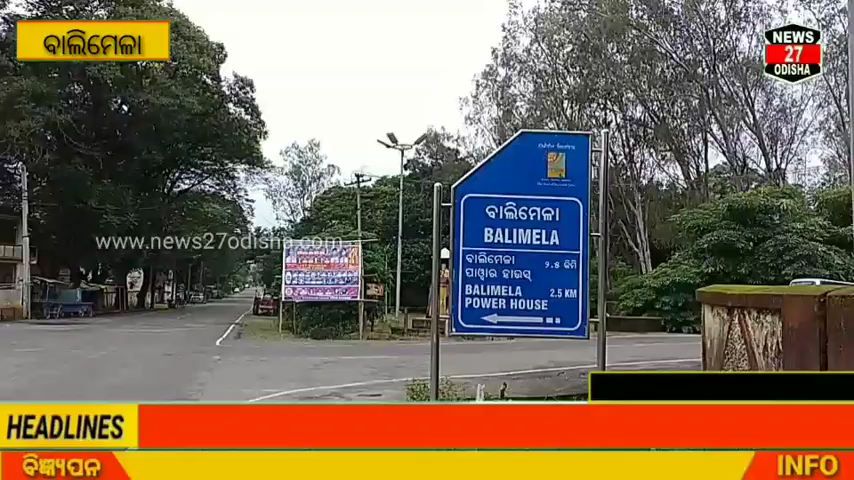 ବାଲିମେଳା
NEWS
27
ODISHA
www.news27odisha.com
ବାଲିମେଳା
BALIMELA
ବାଲିମେଳା
ପାୱାର ହାଉସ୍
୨.୫ କିମି
BALIMELA
POWER HOUSE
2.5 KM
HEADLINES
ବିଜ୍ଞାପନ
INFO